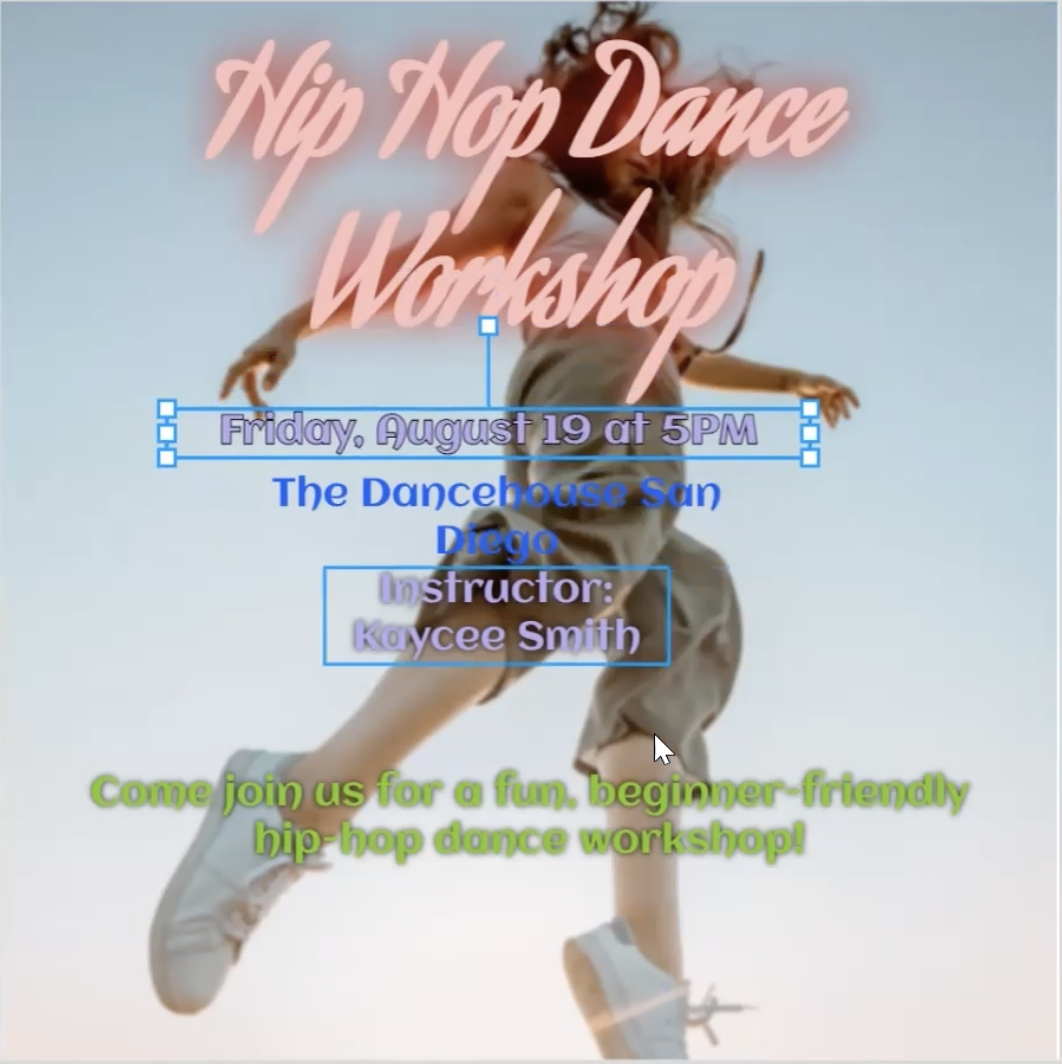 Hip Hop Dance
Workshop
Friday, August 19 at 5PM
The Dancehouse San
Diego
Instructor:
Kaycee Smith
Come join us for a fun, beginner-friendly
hip-hop dance workshop!